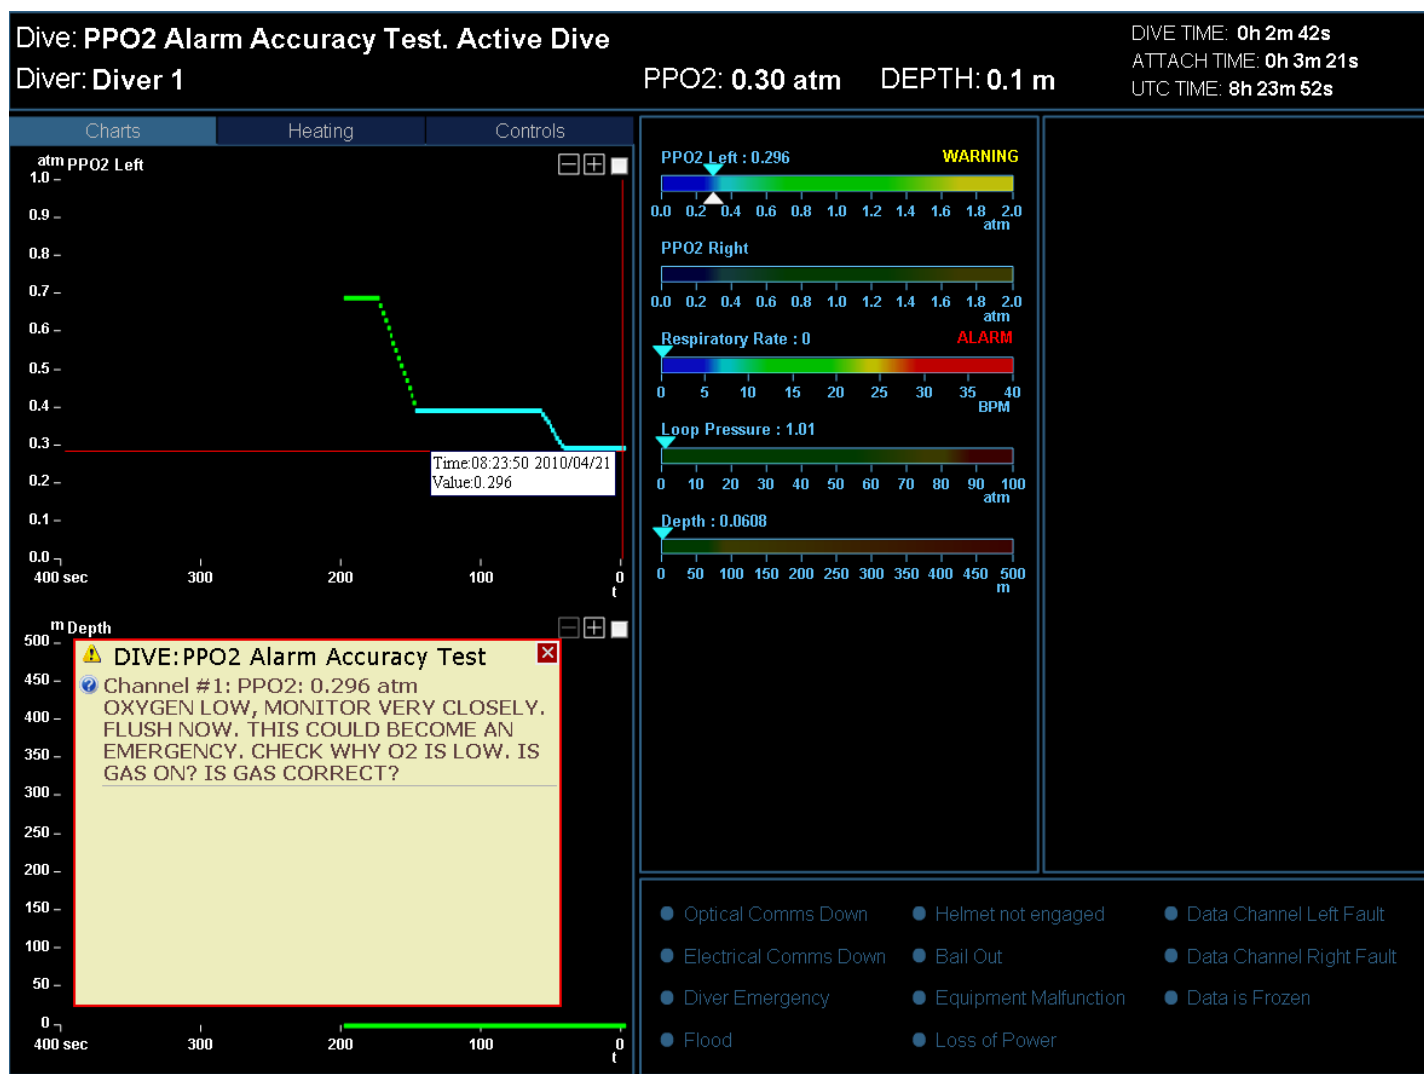 Dive: PPO2 Alarm Accuracy Test. Active Dive
Diver: Diver 1
PPO2: 0.30 atm DEPTH: 0.1 m
DIVE TIME: 0h 2m 42s
ATTACH TIME: 0h 3m 21s
UTC TIME: 8h 23m 52s
Charts Heating Controls
atm PPO2 Left
1.0
0.9
0.8
0.7
0.6
0.5
0.4
0.3
0.2
0.1
0.0
Time:08:23:50 2010/04/21
Value:0.296
400 sec 300 200 100 0
t
m Depth
500
450
400
350
300
250
200
150
100
50
0
DIVE:PPO2 Alarm Accuracy Test
Channel #1: PPO2: 0.296 atm
OXYGEN LOW, MONITOR VERY CLOSELY.
FLUSH NOW. THIS COULD BECOME AN
EMERGENCY. CHECK WHY O2 IS LOW. IS
GAS ON? IS GAS CORRECT?
400 sec 300 200 100 0
t
PPO2 Left : 0.296 WARNING
0.0 0.2 0.4 0.6 0.8 1.0 1.2 1.4 1.6 1.8 2.0
atm
PPO2 Right
0.0 0.2 0.4 0.6 0.8 1.0 1.2 1.4 1.6 1.8 2.0
atm
Respiratory Rate : 0 ALARM
0 5 10 15 20 25 30 35 40
BPM
Loop Pressure : 1.01
0 10 20 30 40 50 60 70 80 90 100
atm
Depth : 0.0608
0 50 100 150 200 250 300 350 400 450 500
m
Optical Comms Down Helmet not engaged Data Channel Left Fault
Electrical Comms Down Bail Out Data Channel Right Fault
Diver Emergency Equipment Malfunction Data is Frozen
Flood Loss of Power